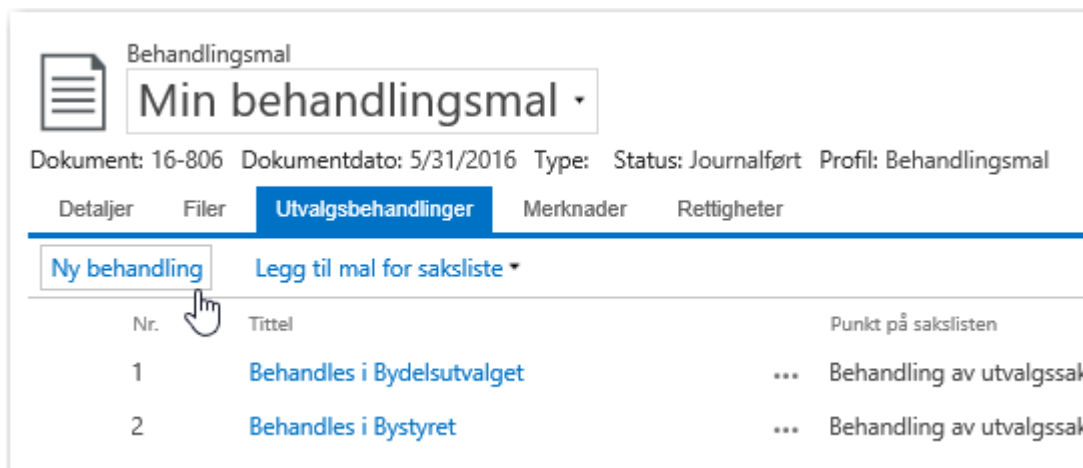 Behandlingsmal
Min behandlingsmal
Dokument: 16-806 Dokumentdato: 5/31/2016 Type: Status: Journalført Profil: Behandlingsmal
Detaljer Filer Utvalgsbehandlinger Merknader Rettigheter
Ny behandling Legg til mal for saksliste
Nr. Tittel Punkt på sakslisten
1 Behandles i Bydelsutvalget ... Behandling av utvalgssak
2 Behandles i Bystyret ... Behandling av utvalgssak